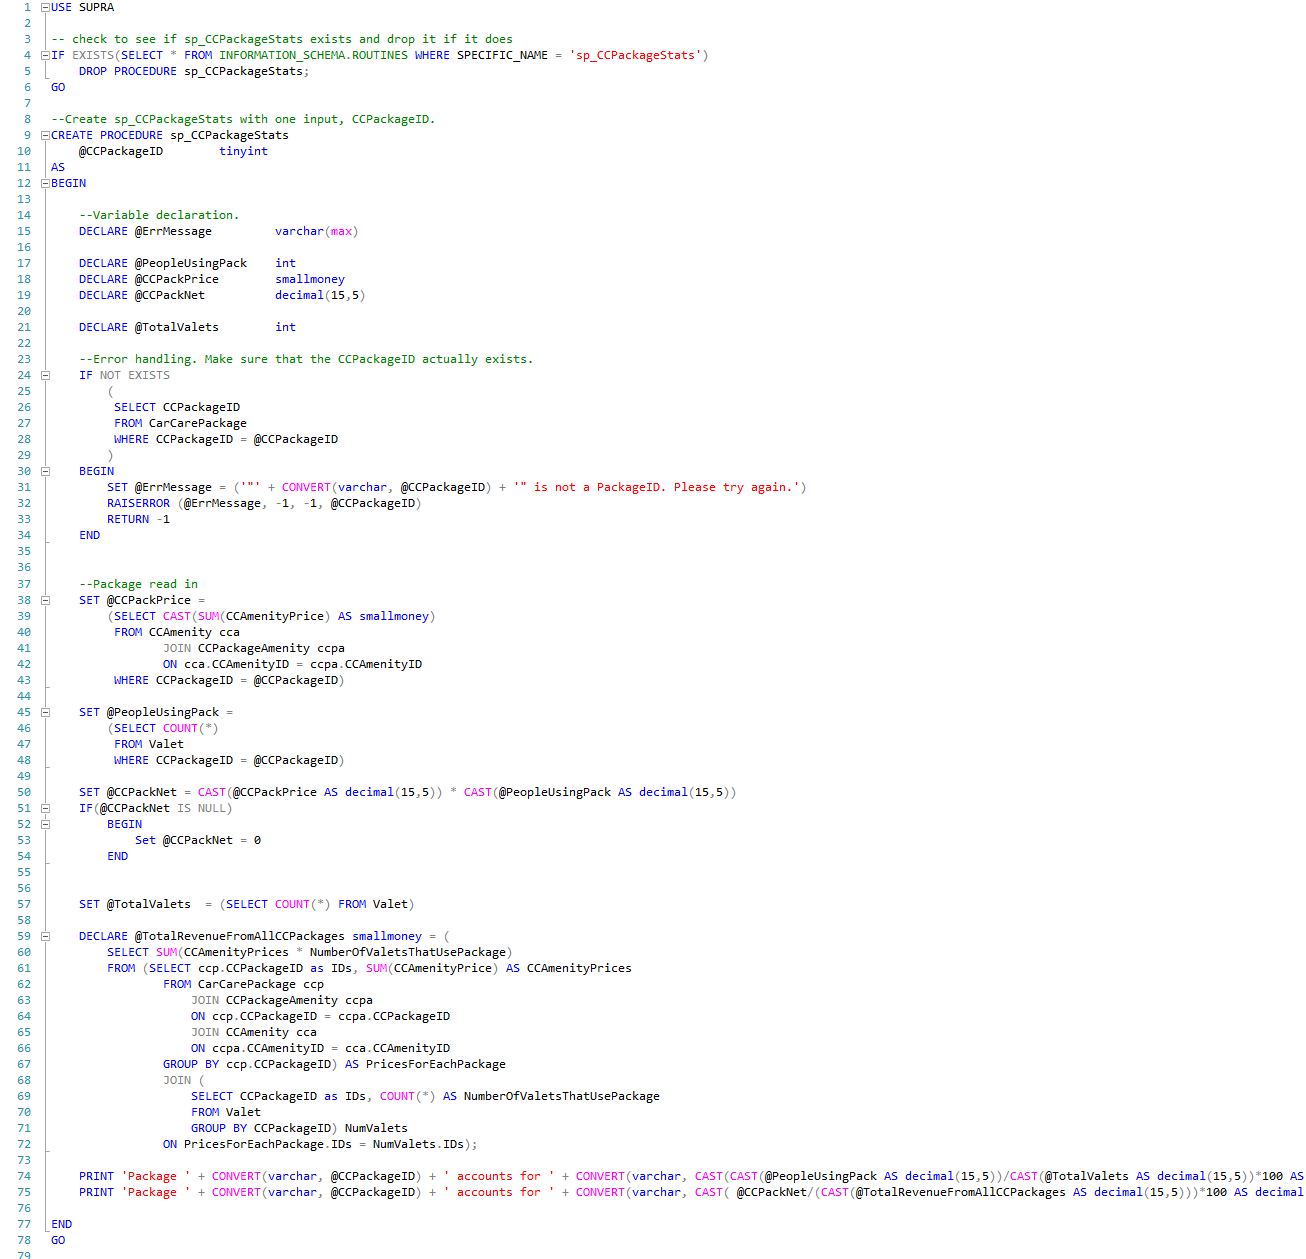 1 USE SUPRA
2
3 -- check to see if sp_CCPackageStats exists and drop it if it does
4 IF EXISTS(SELECT * FROM INFORMATION_SCHEMA.ROUTINES WHERE SPECIFIC_NAME = 'sp_CCPackageStats')
5 DROP PROCEDURE sp_CCPackageStats;
6 GO
7
8 --Create sp_CCPackageStats with one input, CCPackageID.
9 CREATE PROCEDURE sp_CCPackageStats
10 @CCPackageID tinyint
11 AS
12 BEGIN
13
14 --Variable declaration.
15 DECLARE @ErrMessage varchar(max)
16
17 DECLARE @PeopleUsingPack int
18 DECLARE @CCPackPrice smallmoney
19 DECLARE @CCPackNet decimal(15,5)
20
21 DECLARE @TotalValets int
22
23 --Error handling. Make sure that the CCPackageID actually exists.
24 IF NOT EXISTS
25 (
26 SELECT CCPackageID
27 FROM CarCarePackage
28 WHERE CCPackageID = @CCPackageID
29 )
30 BEGIN
31 SET @ErrMessage = ('"' + CONVERT(varchar, @CCPackageID) + '" is not a PackageID. Please try again.')
32 RAISERROR (@ErrMessage, -1, -1, @CCPackageID)
33 RETURN -1
34 END
35
36
37 --Package read in
38 SET @CCPackPrice =
39 (SELECT CAST(SUM(CCAmenityPrice) AS smallmoney)
40 FROM CCAmenity cca
41 JOIN CCPackageAmenity ccpa
42 ON cca.CCAmenityID = ccpa.CCAmenityID
43 WHERE CCPackageID = @CCPackageID)
44
45 SET @PeopleUsingPack =
46 (SELECT COUNT(*)
47 FROM Valet
48 WHERE CCPackageID = @CCPackageID)
49
50 SET @CCPackNet = CAST(@CCPackPrice AS decimal(15,5)) * CAST(@PeopleUsingPack AS decimal(15,5))
51 IF(@CCPackNet IS NULL)
52 BEGIN
53 Set @CCPackNet = 0
54 END
55
56
57 SET @TotalValets = (SELECT COUNT(*) FROM Valet)
58
59 DECLARE @TotalRevenueFromAllCCPackages smallmoney = (
60 SELECT SUM(CCAmenityPrices * NumberOfValetsThatUsePackage)
61 FROM (SELECT ccp.CCPackageID as IDs, SUM(CCAmenityPrice) AS CCAmenityPrices
62 FROM CarCarePackage ccp
63 JOIN CCPackageAmenity ccpa
64 ON ccp.CCPackageID = ccpa.CCPackageID
65 JOIN CCAmenity cca
66 ON ccpa.CCAmenityID = cca.CCAmenityID
67 GROUP BY ccp.CCPackageID) AS PricesForEachPackage
68 JOIN (
69 SELECT CCPackageID as IDs, COUNT(*) AS NumberOfValetsThatUsePackage
70 FROM Valet
71 GROUP BY CCPackageID) NumValets
72 ON PricesForEachPackage.IDs = NumValets.IDs);
73
74 PRINT 'Package ' + CONVERT(varchar, @CCPackageID) + ' accounts for ' + CONVERT(varchar, CAST(CAST(@PeopleUsingPack AS decimal(15,5))/CAST(@TotalValets AS decimal(15,5))*100 AS
75 PRINT 'Package ' + CONVERT(varchar, @CCPackageID) + ' accounts for ' + CONVERT(varchar, CAST( @CCPackNet/(CAST(@TotalRevenueFromAllCCPackages AS decimal(15,5)))*100 AS decimal
76
77 END
78 GO
79